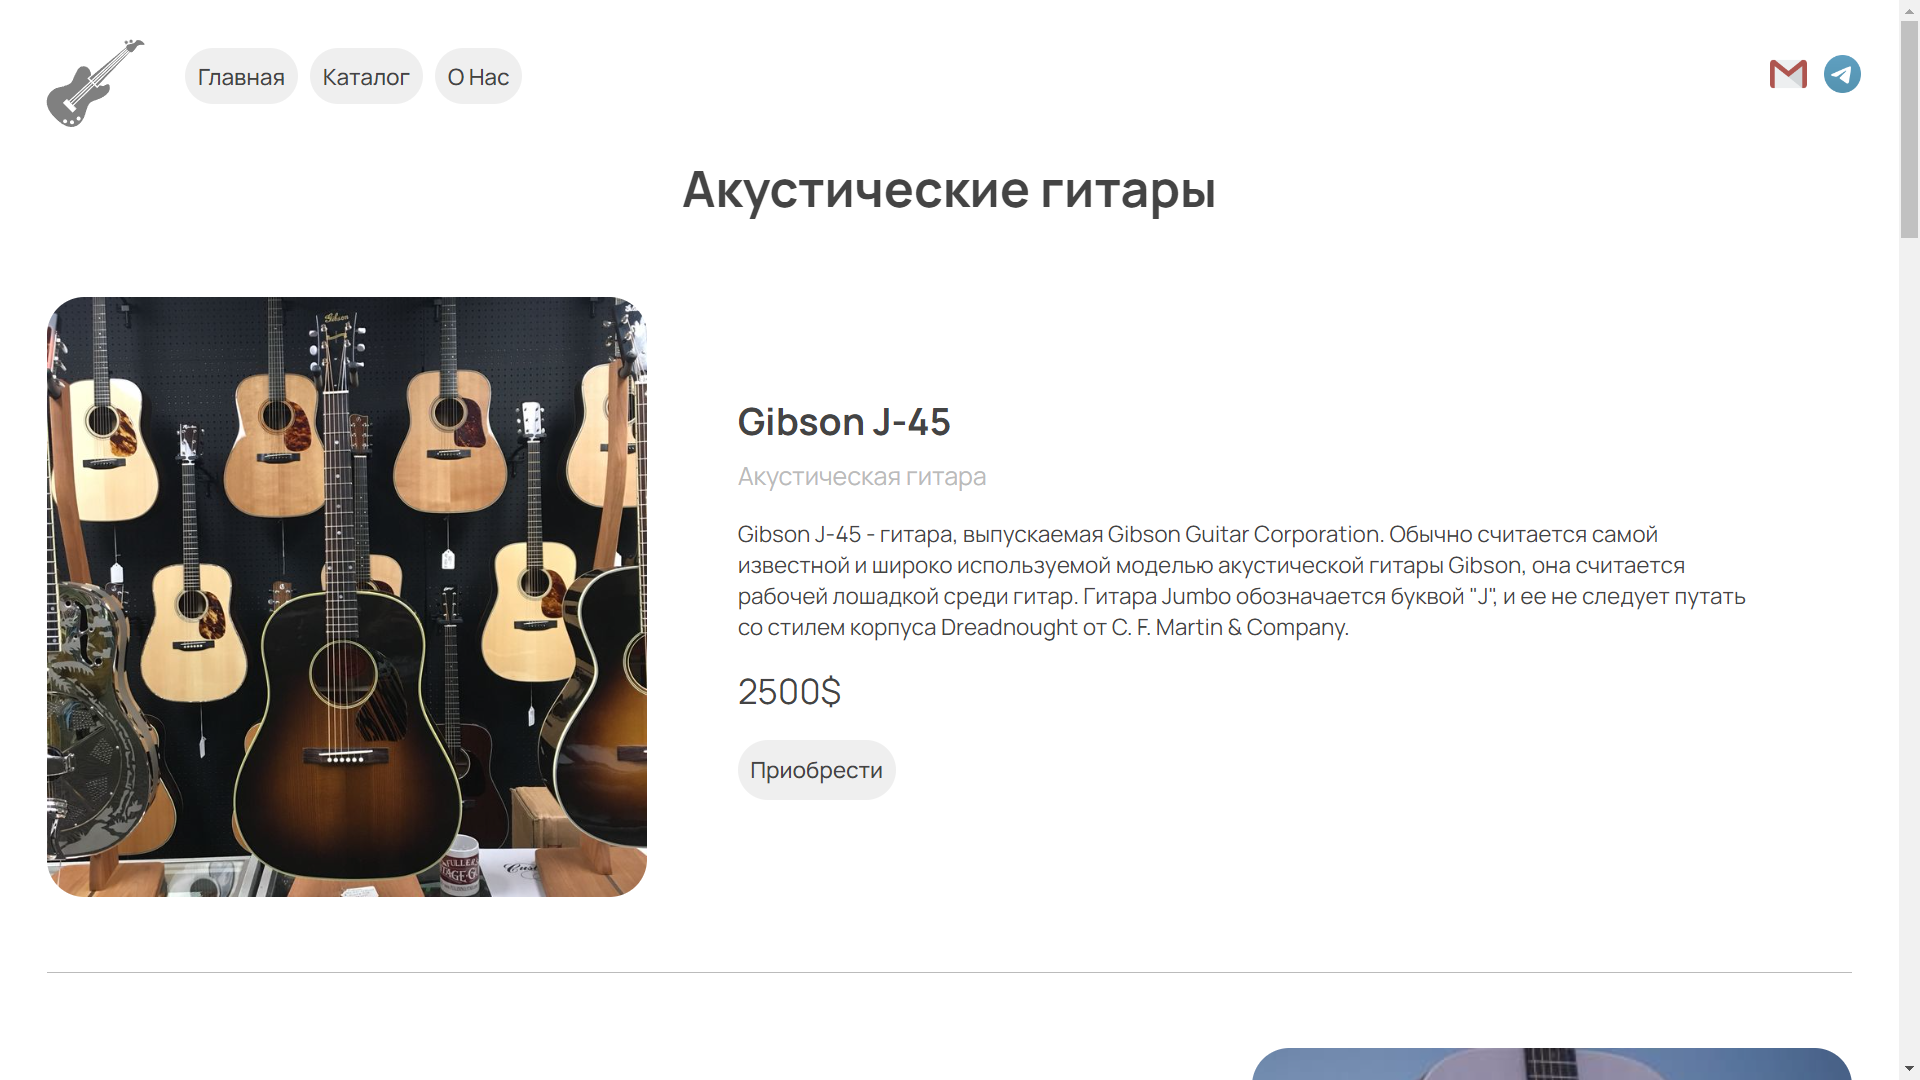 Главная
Каталог
О Нас
Акустические гитары
Gibson
Gibson J-45
Акустическая гитара
Gibson J-45 - гитара, выпускаемая Gibson Guitar Corporation. Обычно считается самой
известной и широко используемой моделью акустической гитары Gibson, она считается
рабочей лошадкой среди гитар. Гитара Jumbo обозначается буквой "J", и ее не следует путать
со стилем корпуса Dreadnought от C. F. Martin & Company.
2500$
Приобрести